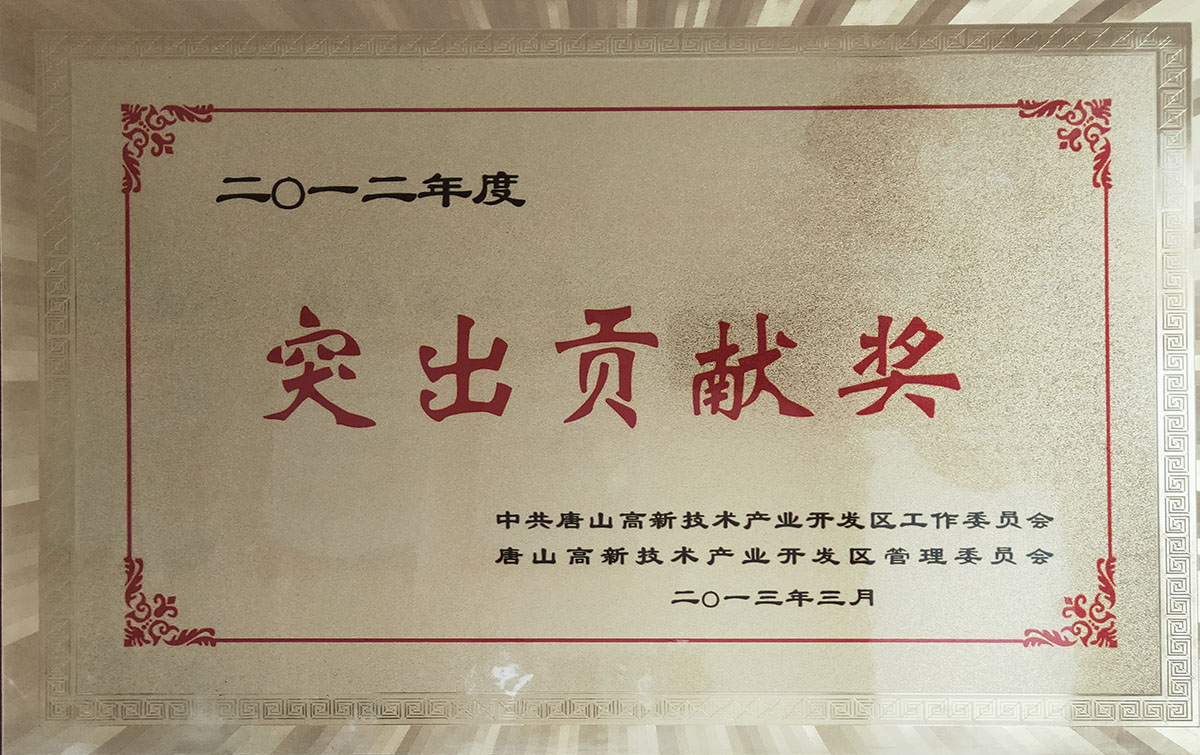 二〇一二年度
突出贡献奖
中共唐山高新技术产业开发区工作委员会
唐山高新技术产业开发区管理委员会
二〇一三年三月